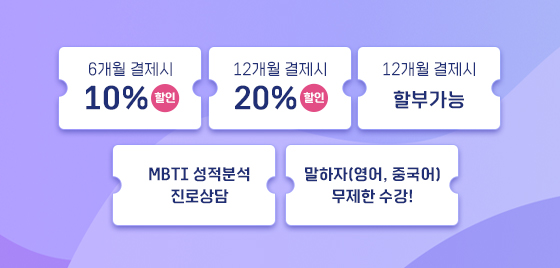 6개월 결제시
10% 할인
12개월 결제시
20% 할인
12개월 결제시
할부가능
MBTI 성적분석
진로상담
말하자(영어, 중국어)
무제한 수강!